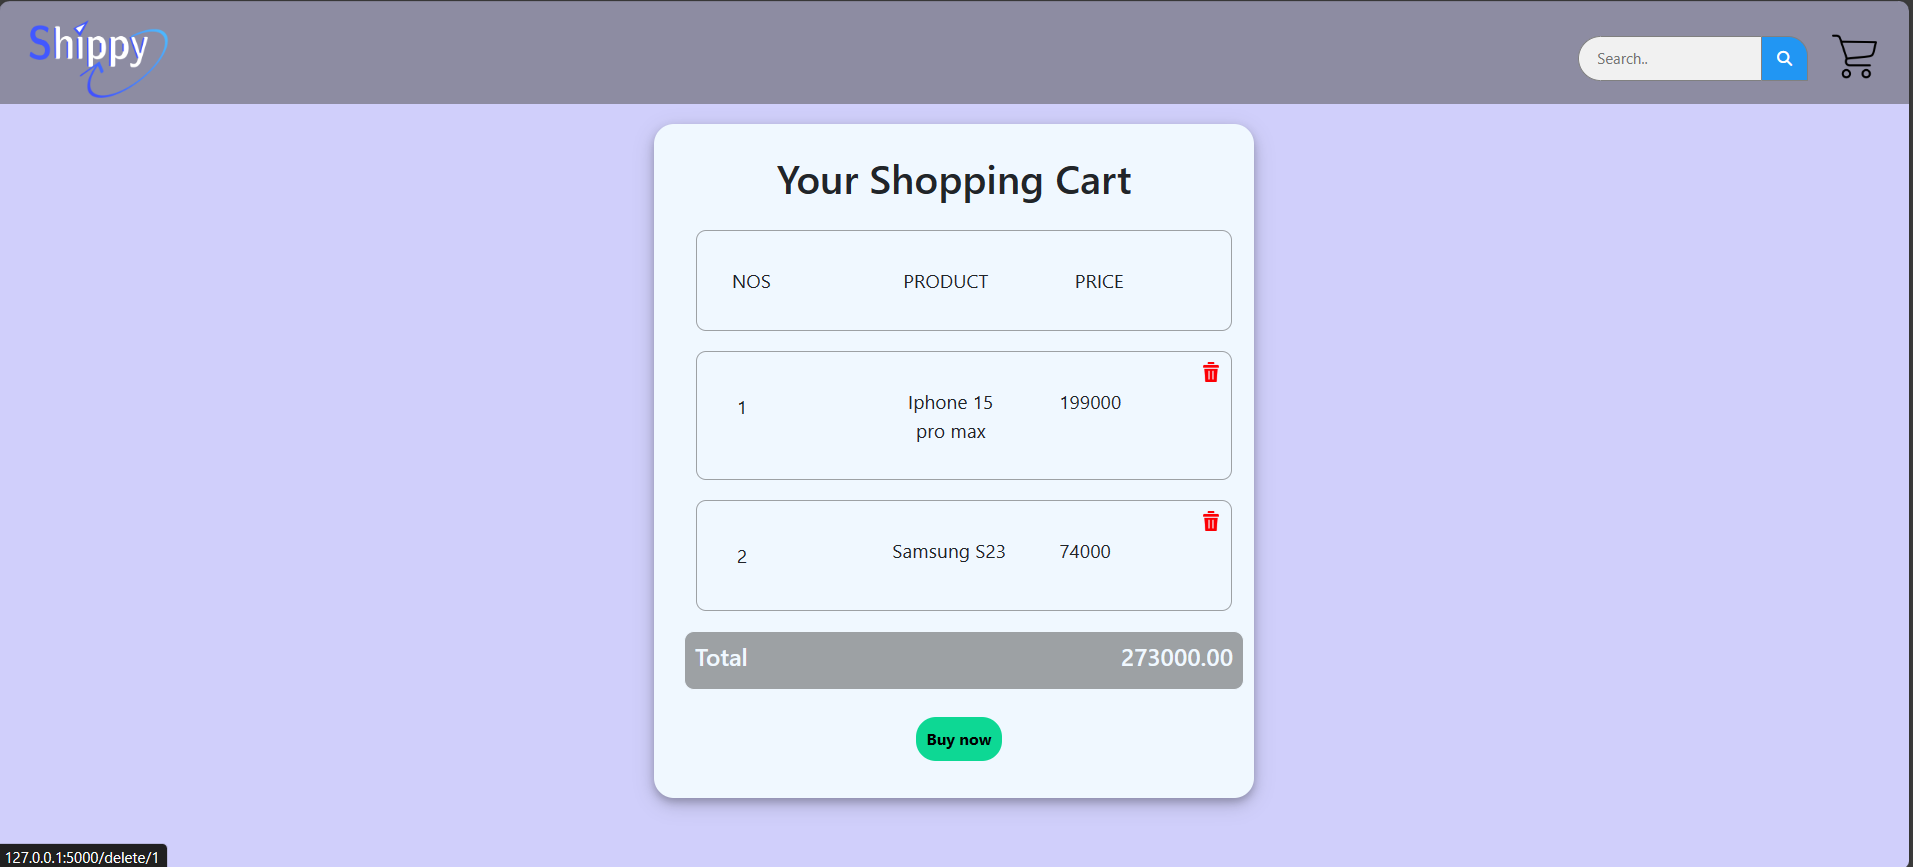 Shippy
Search..
Your Shopping Cart
NOS PRODUCT PRICE
1 Iphone 15 199000
pro max
2 Samsung S23 74000
Total 273000.00
Buy now
127.0.0.1:5000/delete/1